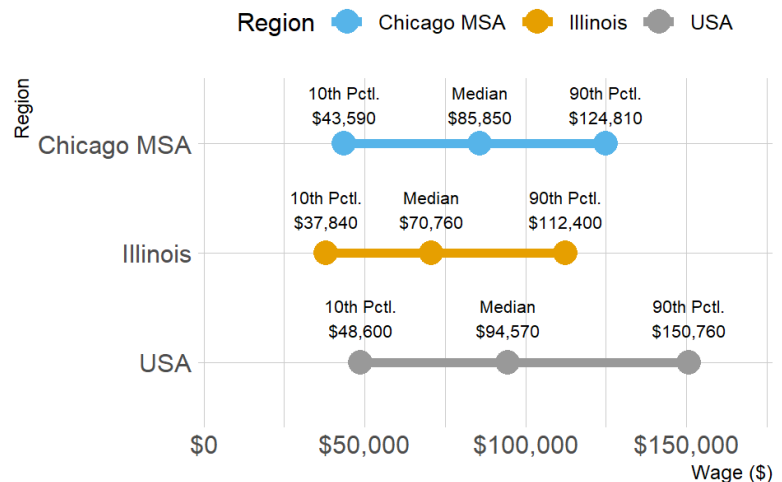 Region Chicago MSA Illinois USA
Region
10th Pctl. Median 90th Pctl.
$43,590 $85,850 $124,810
Chicago MSA
10th Pctl. Median 90th Pctl.
$37,840 $70,760 $112,400
Illinois
10th Pctl. Median 90th Pctl.
$48,600 $94,570 $150,760
USA
$0 $50,000 $100,000 $150,000
Wage ($)